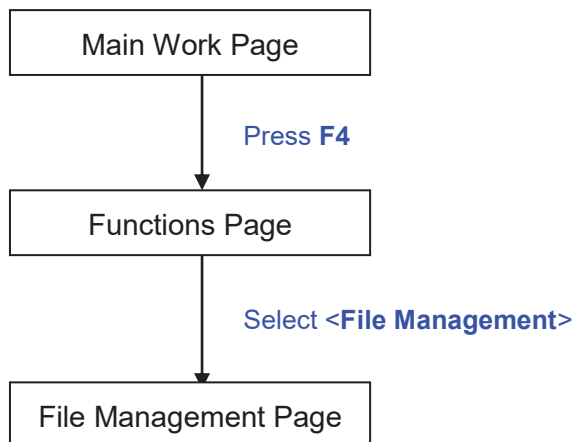 Main Work Page
Press F4
Functions Page
Select <File Management>
File Management Page